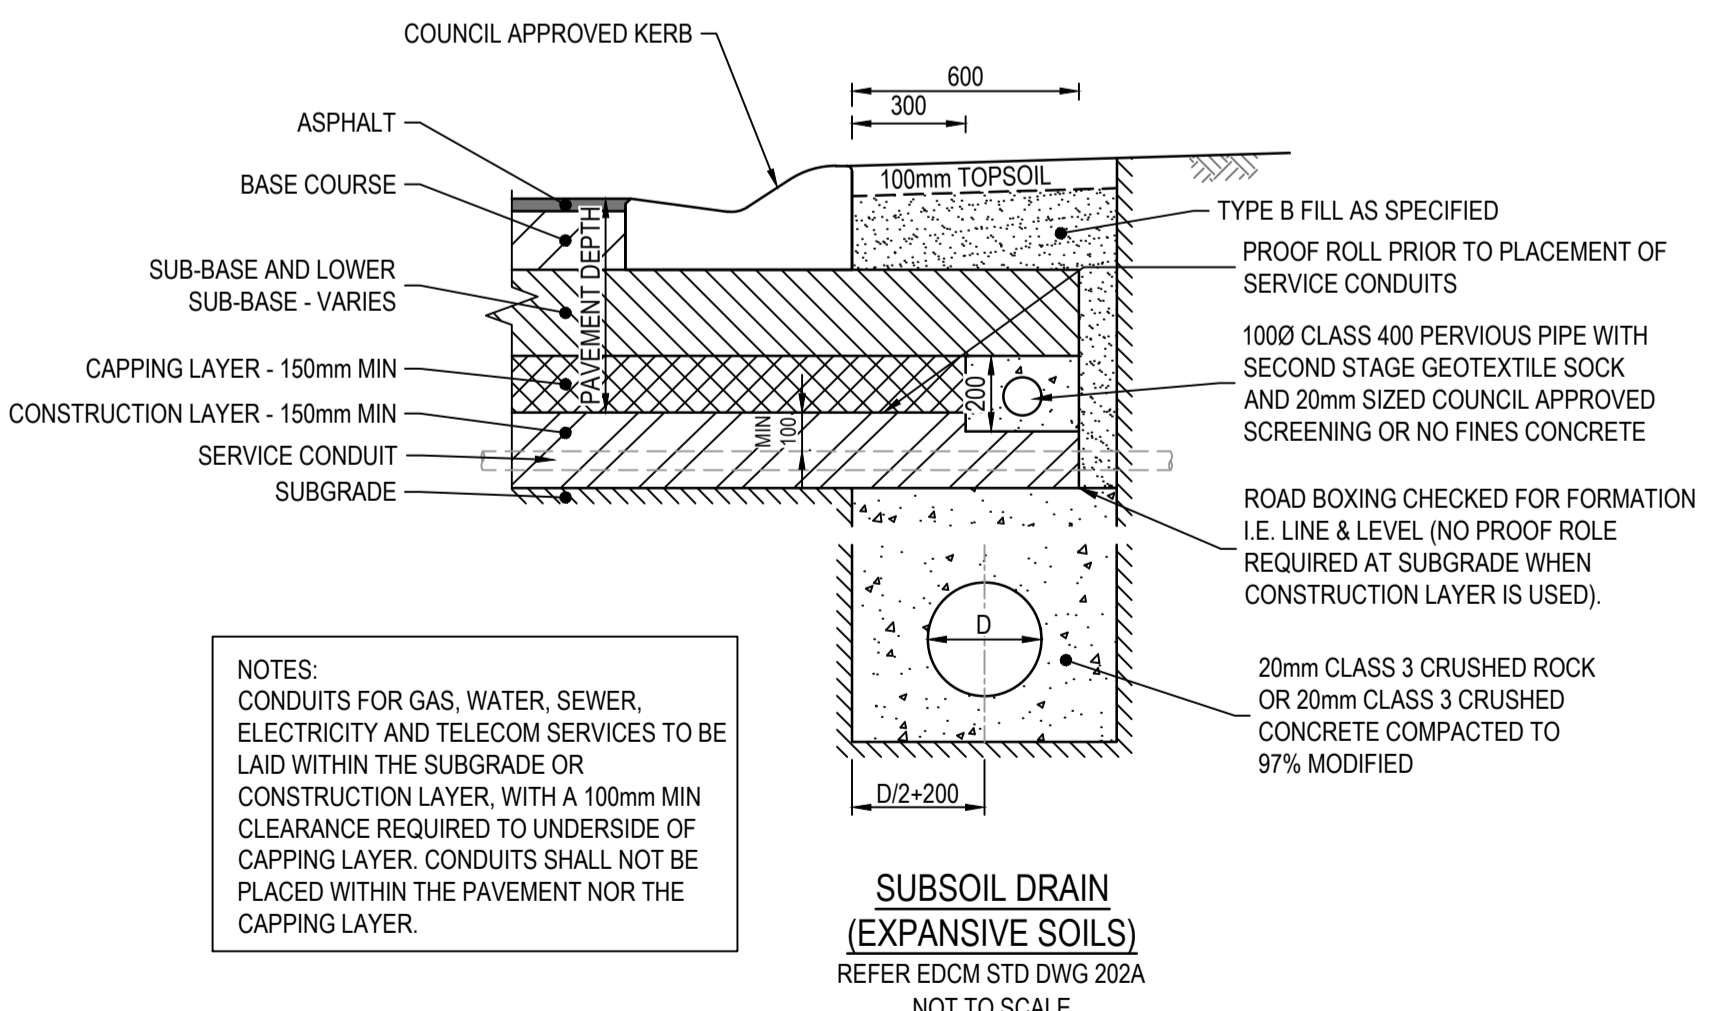 COUNCIL APPROVED KERB
600
300
ASPHALT
BASE COURSE
SUB-BASE AND LOWER
SUB-BASE - VARIES
CAPPING LAYER - 150mm MIN
CONSTRUCTION LAYER - 150mm MIN
SERVICE CONDUIT
SUBGRADE
PAVEMENT DEPTH
100mm TOPSOIL
MIN
100
200
TYPE B FILL AS SPECIFIED
PROOF ROLL PRIOR TO PLACEMENT OF
SERVICE CONDUITS
100Ø CLASS 400 PERVIOUS PIPE WITH
SECOND STAGE GEOTEXTILE SOCK
AND 20mm SIZED COUNCIL APPROVED
SCREENING OR NO FINES CONCRETE
ROAD BOXING CHECKED FOR FORMATION
I.E. LINE & LEVEL (NO PROOF ROLE
REQUIRED AT SUBGRADE WHEN
CONSTRUCTION LAYER IS USED).
D
20mm CLASS 3 CRUSHED ROCK
OR 20mm CLASS 3 CRUSHED
CONCRETE COMPACTED TO
97% MODIFIED
D/2+200
NOTES:
CONDUITS FOR GAS, WATER, SEWER,
ELECTRICITY AND TELECOM SERVICES TO BE
LAID WITHIN THE SUBGRADE OR
CONSTRUCTION LAYER, WITH A 100mm MIN
CLEARANCE REQUIRED TO UNDERSIDE OF
CAPPING LAYER. CONDUITS SHALL NOT BE
PLACED WITHIN THE PAVEMENT NOR THE
CAPPING LAYER.
SUBSOIL DRAIN
(EXPANSIVE SOILS)
REFER EDCM STD DWG 202A
NOT TO SCALE